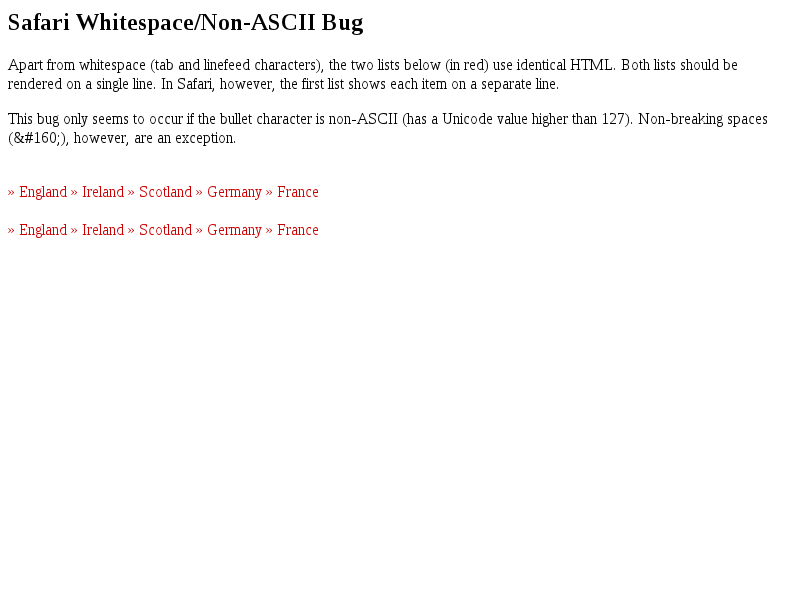 Safari Whitespace/Non-ASCII Bug
Apart from whitespace (tab and linefeed characters), the two lists below (in red) use identical HTML. Both lists should be
rendered on a single line. In Safari, however, the first list shows each item on a separate line.
This bug only seems to occur if the bullet character is non-ASCII (has a Unicode value higher than 127). Non-breaking spaces
(&#160;), however, are an exception.
» England » Ireland » Scotland » Germany » France
» England » Ireland » Scotland » Germany » France